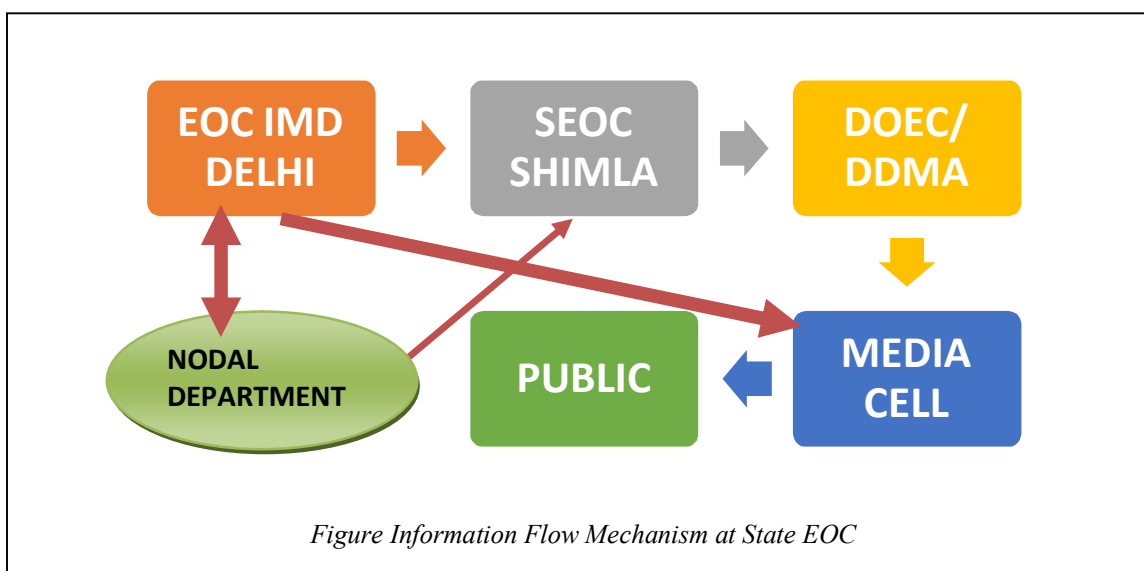 EOC IMD
DELHI
SEOC
SHIMLA
DOEC/
DDMA
NODAL
DEPARTMENT
PUBLIC
MEDIA
CELL
Figure Information Flow Mechanism at State EOC